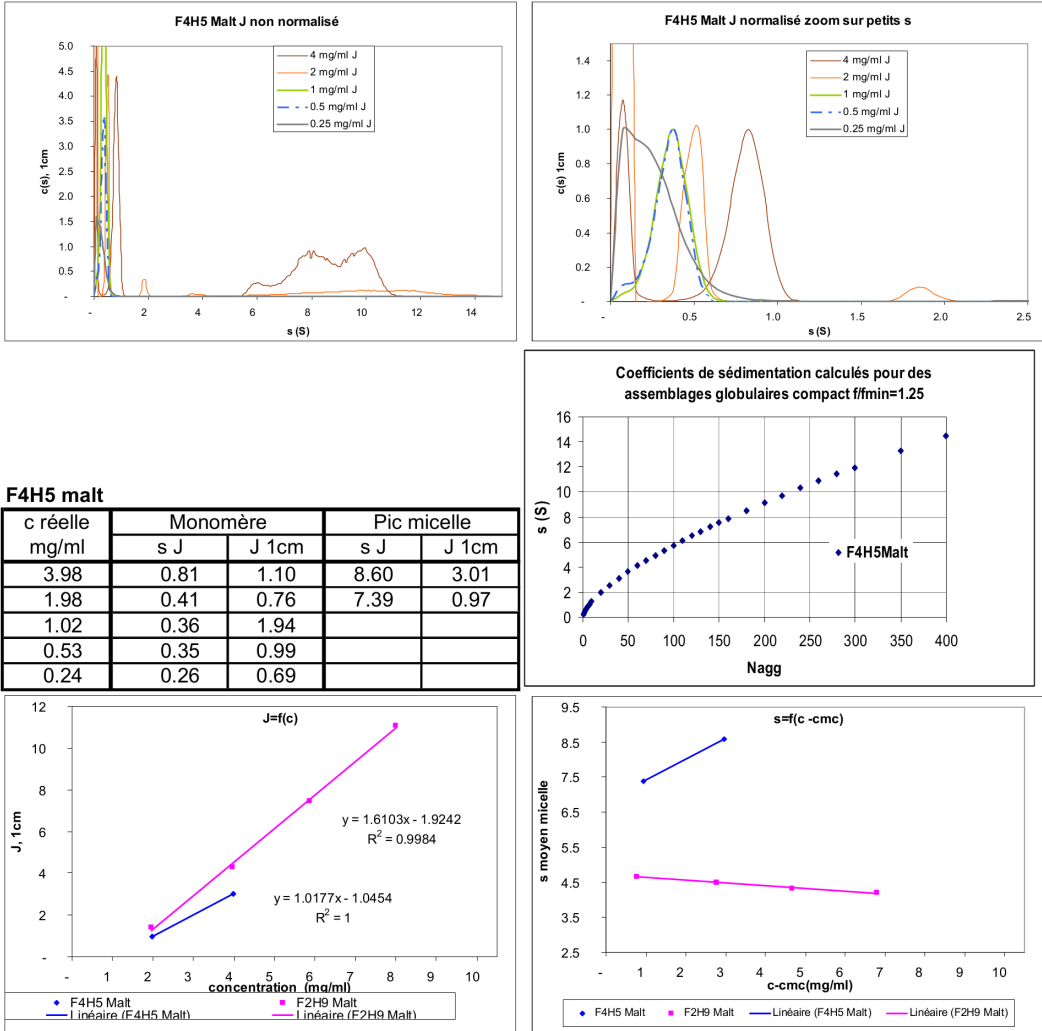 F4H5 Malt J non normalisé
5.0
4.5
4.0
3.5
3.0
2.5
2.0
1.5
1.0
0.5
-
c(s), 1cm
4 mg/ml J
2 mg/ml J
1 mg/ml J
0.5 mg/ml J
0.25 mg/ml J
- 2 4 6 8 10 12 14
s (S)
F4H5 Malt J normalisé zoom sur petits s
1.4
1.2
1.0
0.8
0.6
0.4
0.2
-
c(s) 1cm
4 mg/ml J
2 mg/ml J
1 mg/ml J
0.5 mg/ml J
0.25 mg/ml J
- 0.5 1.0 1.5 2.0 2.5
s (S)
Coefficients de sédimentation calculés pour des
assemblages globulaires compact f/fmin=1.25
16
14
12
10
8
6
4
2
0
s (S)
F4H5Malt
0 50 100 150 200 250 300 350 400
Nagg
F4H5 malt
c réelle Monomère Pic micelle
mg/ml s J J 1cm s J J 1cm
3.98 0.81 1.10 8.60 3.01
1.98 0.41 0.76 7.39 0.97
1.02 0.36 1.94
0.53 0.35 0.99
0.24 0.26 0.69
J=f(c)
12
10
8
6
4
2
-
J, 1cm
y = 1.6103x - 1.9242
R² = 0.9984
y = 1.0177x - 1.0454
R² = 1
- 1 2 3 4 5 6 7 8 9 10
concentration (mg/ml)
F4H5 Malt F2H9 Malt
Linéaire (F4H5 Malt) Linéaire (F2H9 Malt)
s=f(c -cmc)
9.5
8.5
7.5
6.5
5.5
4.5
3.5
2.5
s moyen micelle
- 1 2 3 4 5 6 7 8 9 10
c-cmc(mg/ml)
F4H5 Malt F2H9 Malt Linéaire (F4H5 Malt) Linéaire (F2H9 Malt)